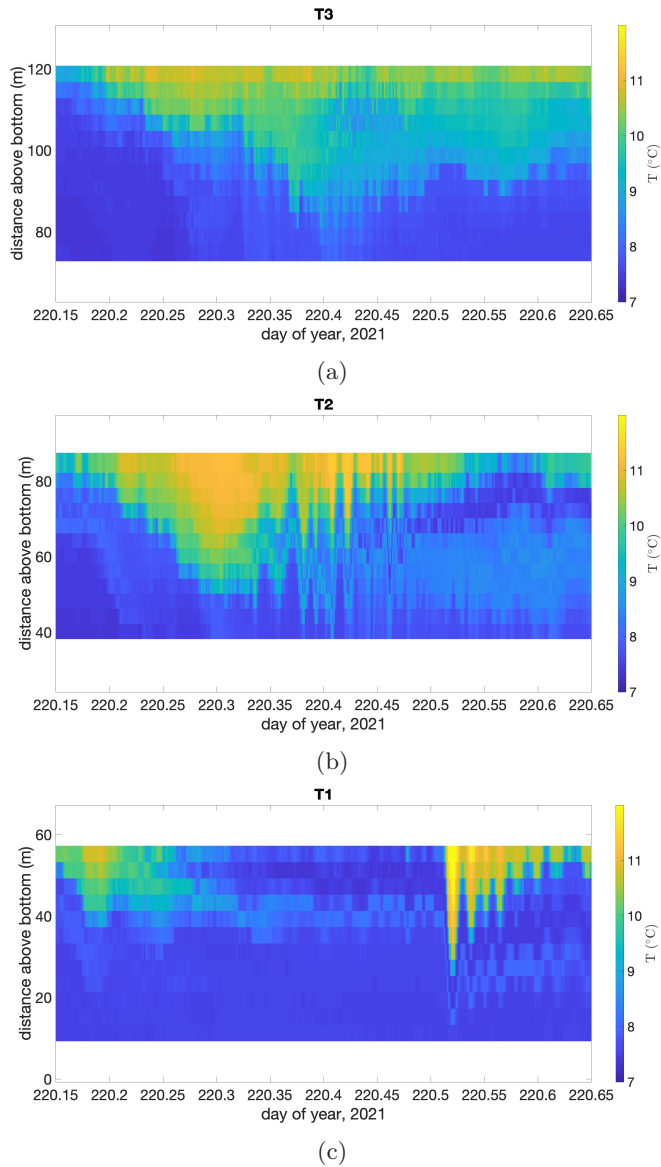 T3
distance above bottom (m)
120
100
80
220.15 220.2 220.25 220.3 220.35 220.4 220.45 220.5 220.55 220.6 220.65
day of year, 2021
11
10
9
8
7
T (°C)
(a)
T2
distance above bottom (m)
80
60
40
220.15 220.2 220.25 220.3 220.35 220.4 220.45 220.5 220.55 220.6 220.65
day of year, 2021
11
10
9
8
7
T (°C)
(b)
T1
distance above bottom (m)
60
40
20
0
220.15 220.2 220.25 220.3 220.35 220.4 220.45 220.5 220.55 220.6 220.65
day of year, 2021
11
10
9
8
7
T (°C)
(c)